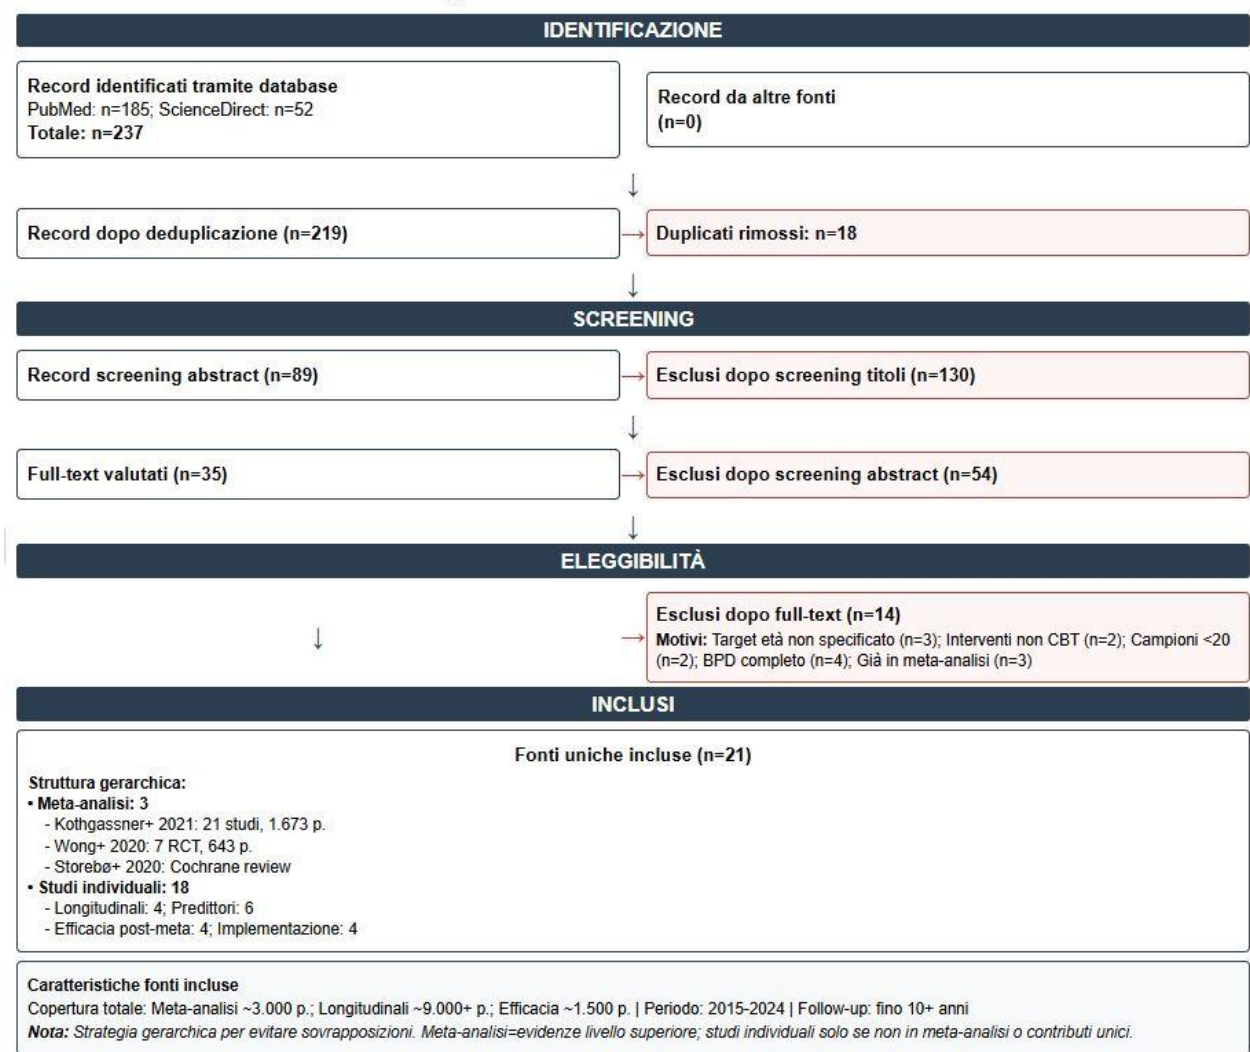 IDENTIFICAZIONE
Record identificati tramite database
PubMed: n=185; ScienceDirect: n=52
Totale: n=237
Record da altre fonti
(n=0)
↓
Record dopo deduplicazione (n=219)
→
Duplicati rimossi: n=18
↓
SCREENING
Record screening abstract (n=89)
→
Esclusi dopo screening titoli (n=130)
↓
Full-text valutati (n=35)
→
Esclusi dopo screening abstract (n=54)
↓
ELEGGIBILITÀ
↓
→
Esclusi dopo full-text (n=14)
Motivi: Target età non specificato (n=3); Interventi non CBT (n=2); Campioni <20
(n=2); BPD completo (n=4); Già in meta-analisi (n=3)
INCLUSI
Fonti uniche incluse (n=21)
Struttura gerarchica:
• Meta-analisi: 3
- Kothgassner+ 2021: 21 studi, 1.673 p.
- Wong+ 2020: 7 RCT, 643 p.
- Storebø+ 2020: Cochrane review
• Studi individuali: 18
- Longitudinali: 4; Predittori: 6
- Efficacia post-meta: 4; Implementazione: 4
Caratteristiche fonti incluse
Copertura totale: Meta-analisi ~3.000 p.; Longitudinali ~9.000+ p.; Efficacia ~1.500 p. | Periodo: 2015-2024 | Follow-up: fino 10+ anni
Nota: Strategia gerarchica per evitare sovrapposizioni. Meta-analisi=evidenze livello superiore; studi individuali solo se non in meta-analisi o contributi unici.